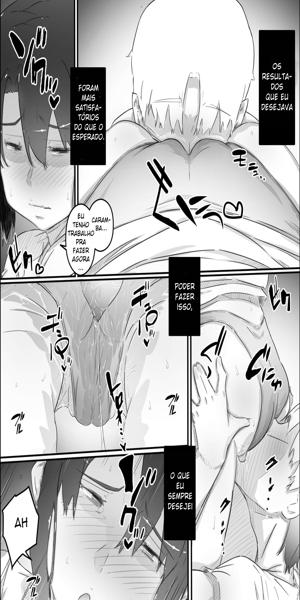 OS RESULTA-
DOS
QUE EU
DESEJAVA
FORAM
MAIS
SATISFA-
TÓRIOS
DO QUE O
ESPERADO.
CARAM-
BA...
EU
TENHO
TRABALHO
PRA
FAZER
AGORA
...
PODER
FAZER
ISSO,
O QUE
EU
SEMPRE
DESEJEI
AH